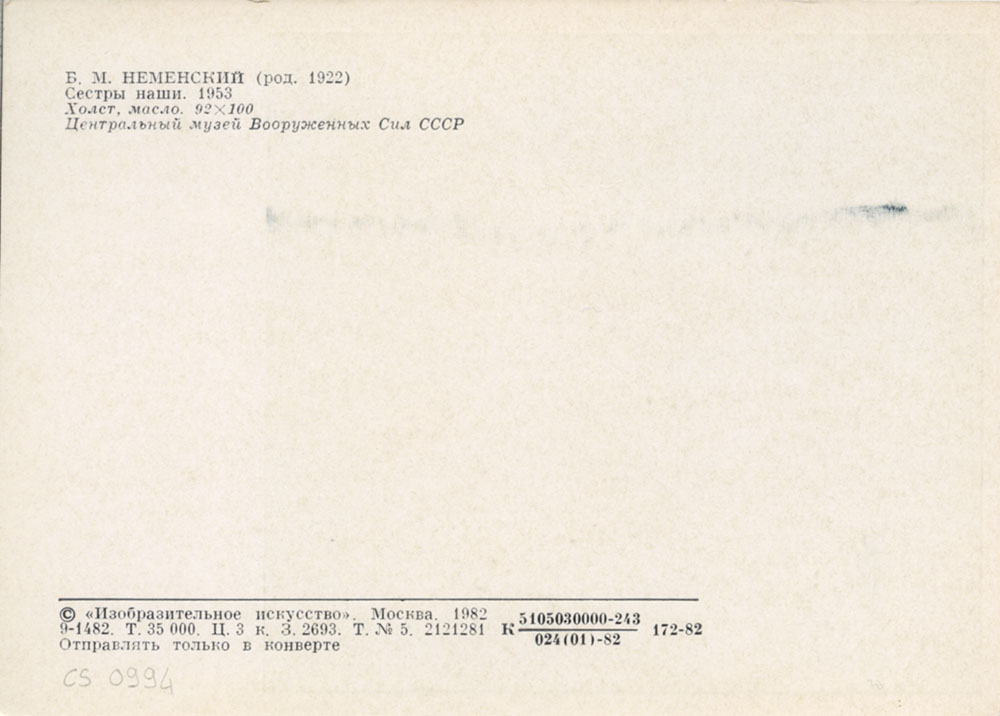 Б. М. НЕМЕНСКИЙ (род. 1922)
Сестры наши. 1953
Холст, масло. 92×100
Центральный музей Вооруженных Сил СССР
© «Изобразительное искусство». Москва. 1982
9-1482. Т. 35 000. Ц. 3 к. З. 2693. Т. № 5. 2121281
К 5105030000-243
024(01)-82
172-82
Отправлять только в конверте
CS 0994